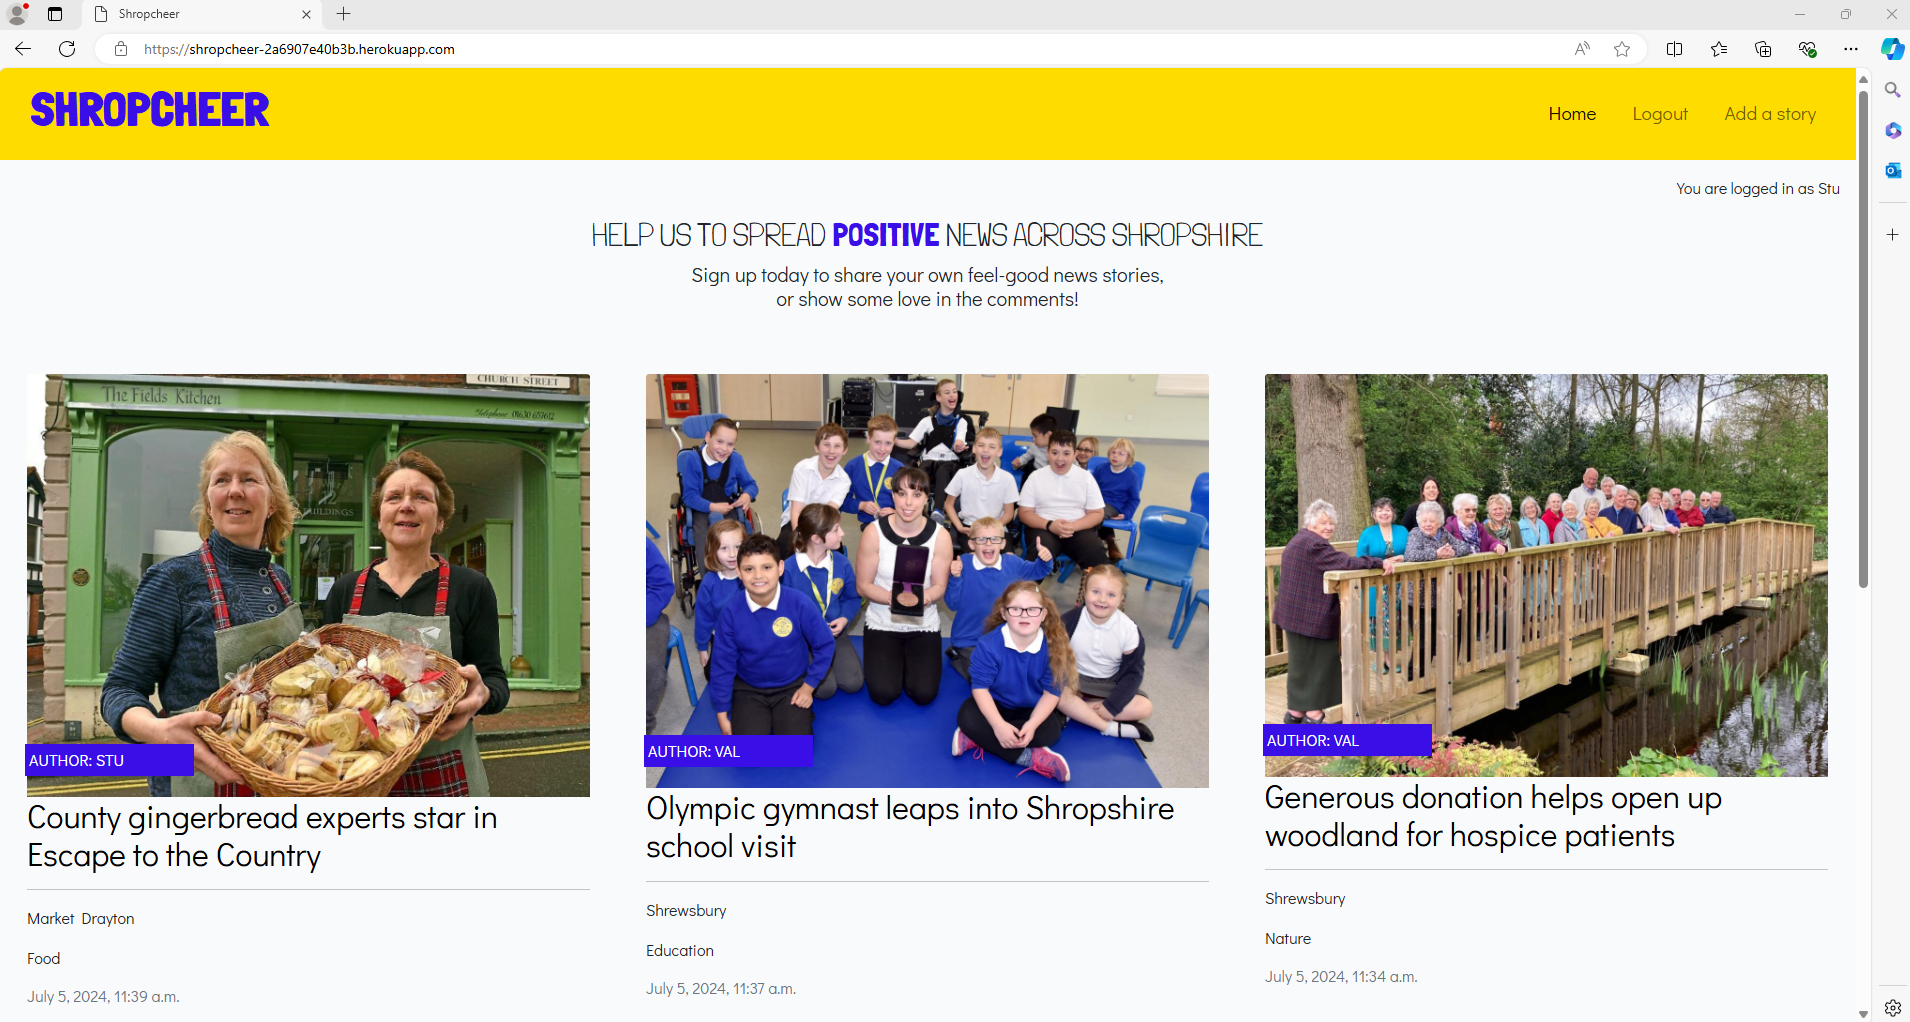 Shropcheer
https://shropcheer-2a6907e40b3b.herokuapp.com
SHROPCHEER
Home Logout Add a story
You are logged in as Stu
HELP US TO SPREAD POSITIVE NEWS ACROSS SHROPSHIRE
Sign up today to share your own feel-good news stories,
or show some love in the comments!
CHURCH STREET
The Fields Kitchen
Telephone 01630 657612
BUILDINGS
AUTHOR: STU
County gingerbread experts star in
Escape to the Country
Market Drayton
Food
July 5, 2024, 11:39 a.m.
AUTHOR: VAL
Olympic gymnast leaps into Shropshire
school visit
Shrewsbury
Education
July 5, 2024, 11:37 a.m.
AUTHOR: VAL
Generous donation helps open up
woodland for hospice patients
Shrewsbury
Nature
July 5, 2024, 11:34 a.m.